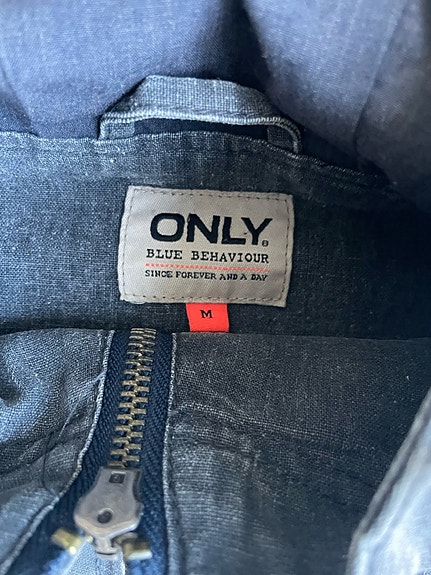 ONLY®
BLUE BEHAVIOUR
SINCE FOREVER AND A DAY
M